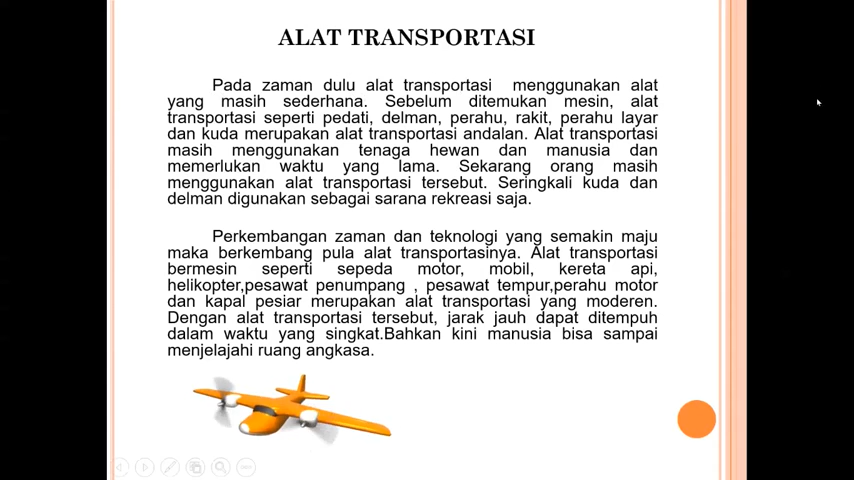 ALAT TRANSPORTASI
Pada zaman dulu alat transportasi menggunakan alat
yang masih sederhana. Sebelum ditemukan mesin, alat
transportasi seperti pedati, delman, perahu, rakit, perahu layar
dan kuda merupakan alat transportasi andalan. Alat transportasi
masih menggunakan tenaga hewan dan manusia dan
memerlukan waktu yang lama. Sekarang orang masih
menggunakan alat transportasi tersebut. Seringkali kuda dan
delman digunakan sebagai sarana rekreasi saja.
Perkembangan zaman dan teknologi yang semakin maju
maka berkembang pula alat transportasinya. Alat transportasi
bermesin seperti sepeda motor, mobil, kereta api,
helikopter,pesawat penumpang , pesawat tempur,perahu motor
dan kapal pesiar merupakan alat transportasi yang moderen.
Dengan alat transportasi tersebut, jarak jauh dapat ditempuh
dalam waktu yang singkat.Bahkan kini manusia bisa sampai
menjelajahi ruang angkasa.